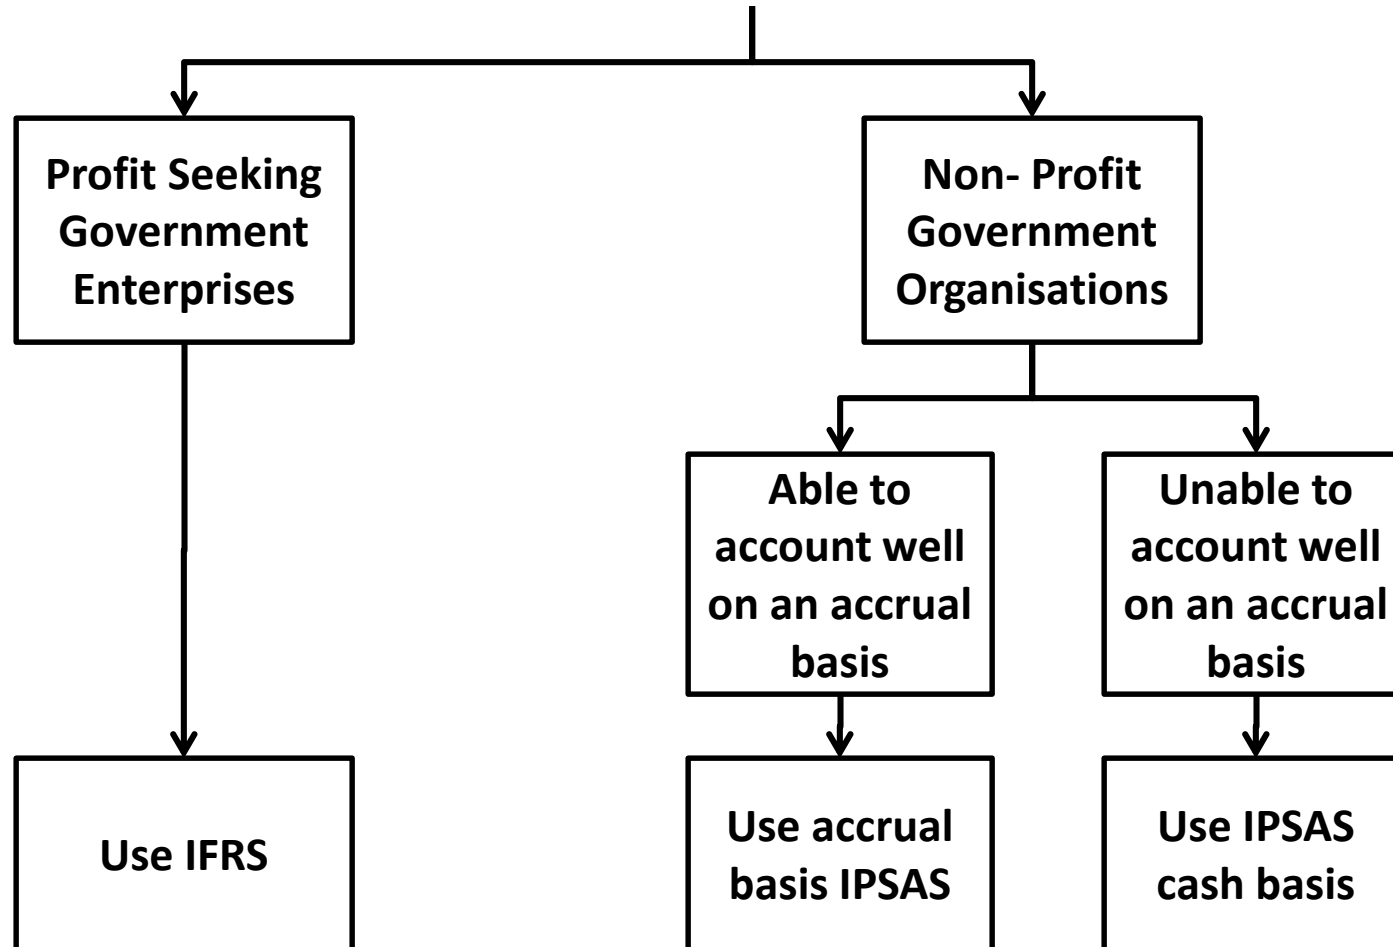 Profit Seeking
Government
Enterprises
Non- Profit
Government
Organisations
Able to
account well
on an accrual
basis
Unable to
account well
on an accrual
basis
Use IFRS
Use accrual
basis IPSAS
Use IPSAS
cash basis